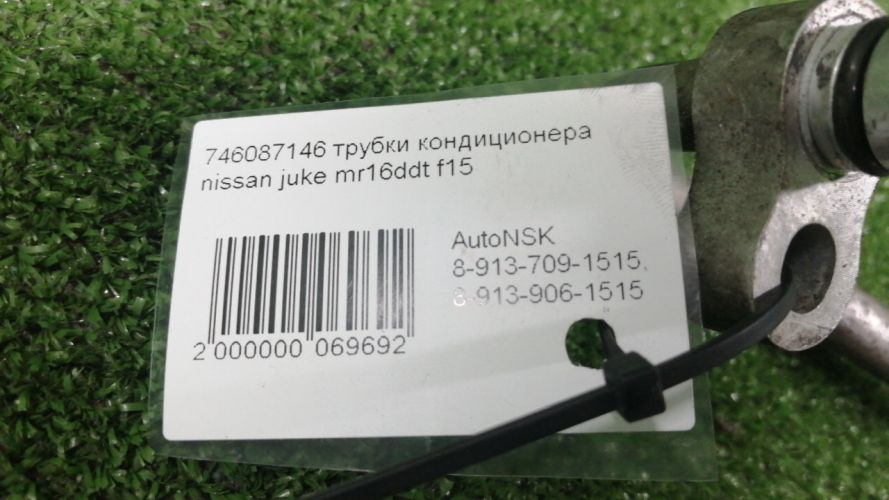 746087146 трубки кондиционера
nissan juke mr16ddt f15
AutoNSK
8-913-709-1515,
8-913-906-1515
2 000000 069692